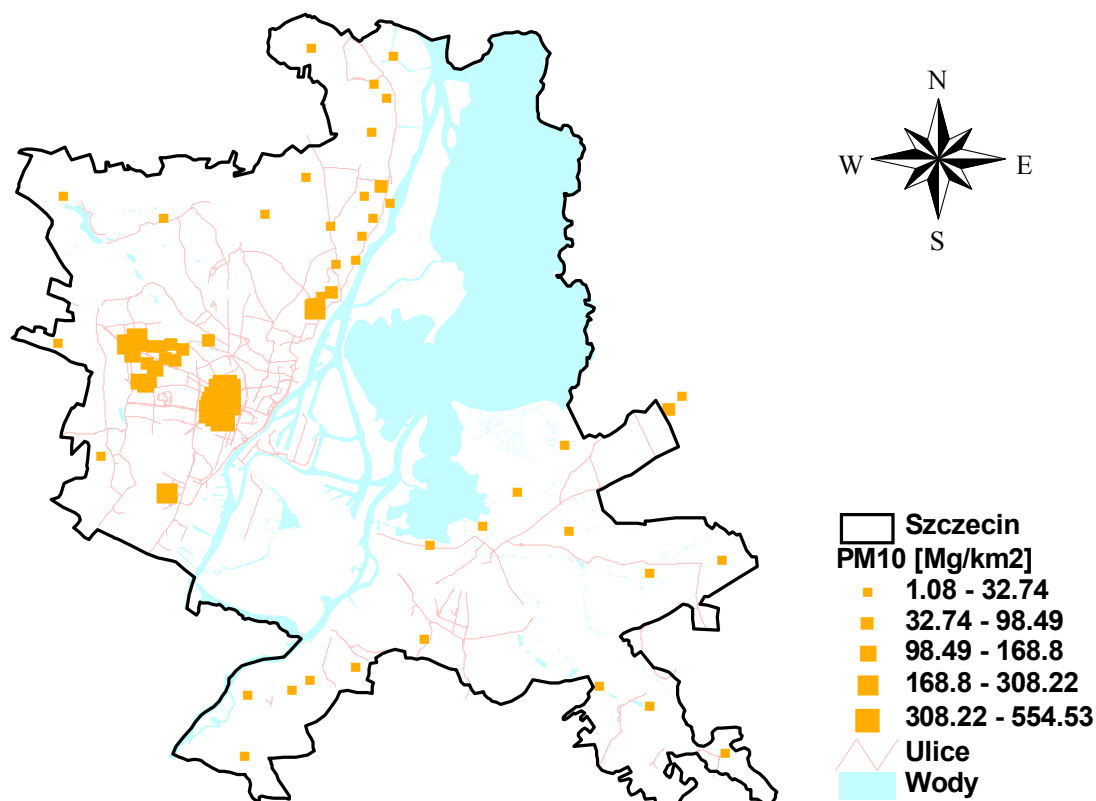 N
W E
S
Szczecin
PM10 [Mg/km2]
1.08 - 32.74
32.74 - 98.49
98.49 - 168.8
168.8 - 308.22
308.22 - 554.53
Ulice
Wody